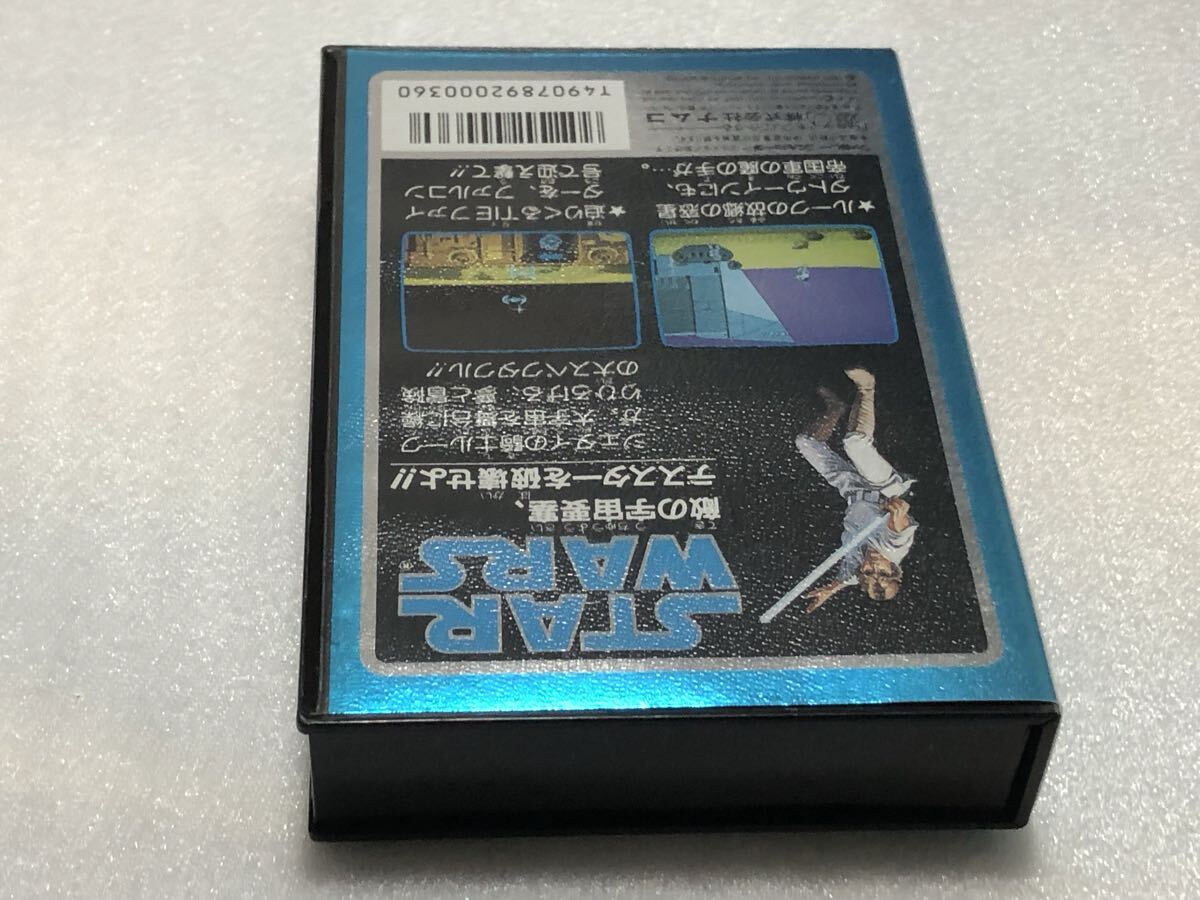 STAR
WARS®
敵の宇宙要塞、
デススターを破壊せよ!!
ジェダイの騎士ルーク
が、大宇宙を舞台に繰
りひろげる、夢と冒険
の大スペクタクル!!
★ルークの故郷の惑星
タトウーインにも、
帝国軍の魔の手が…。
★迫りくるTIEファイ
ターを、ファルコン
号で迎え撃て!!
株式会社ナムコ
T4907892000360